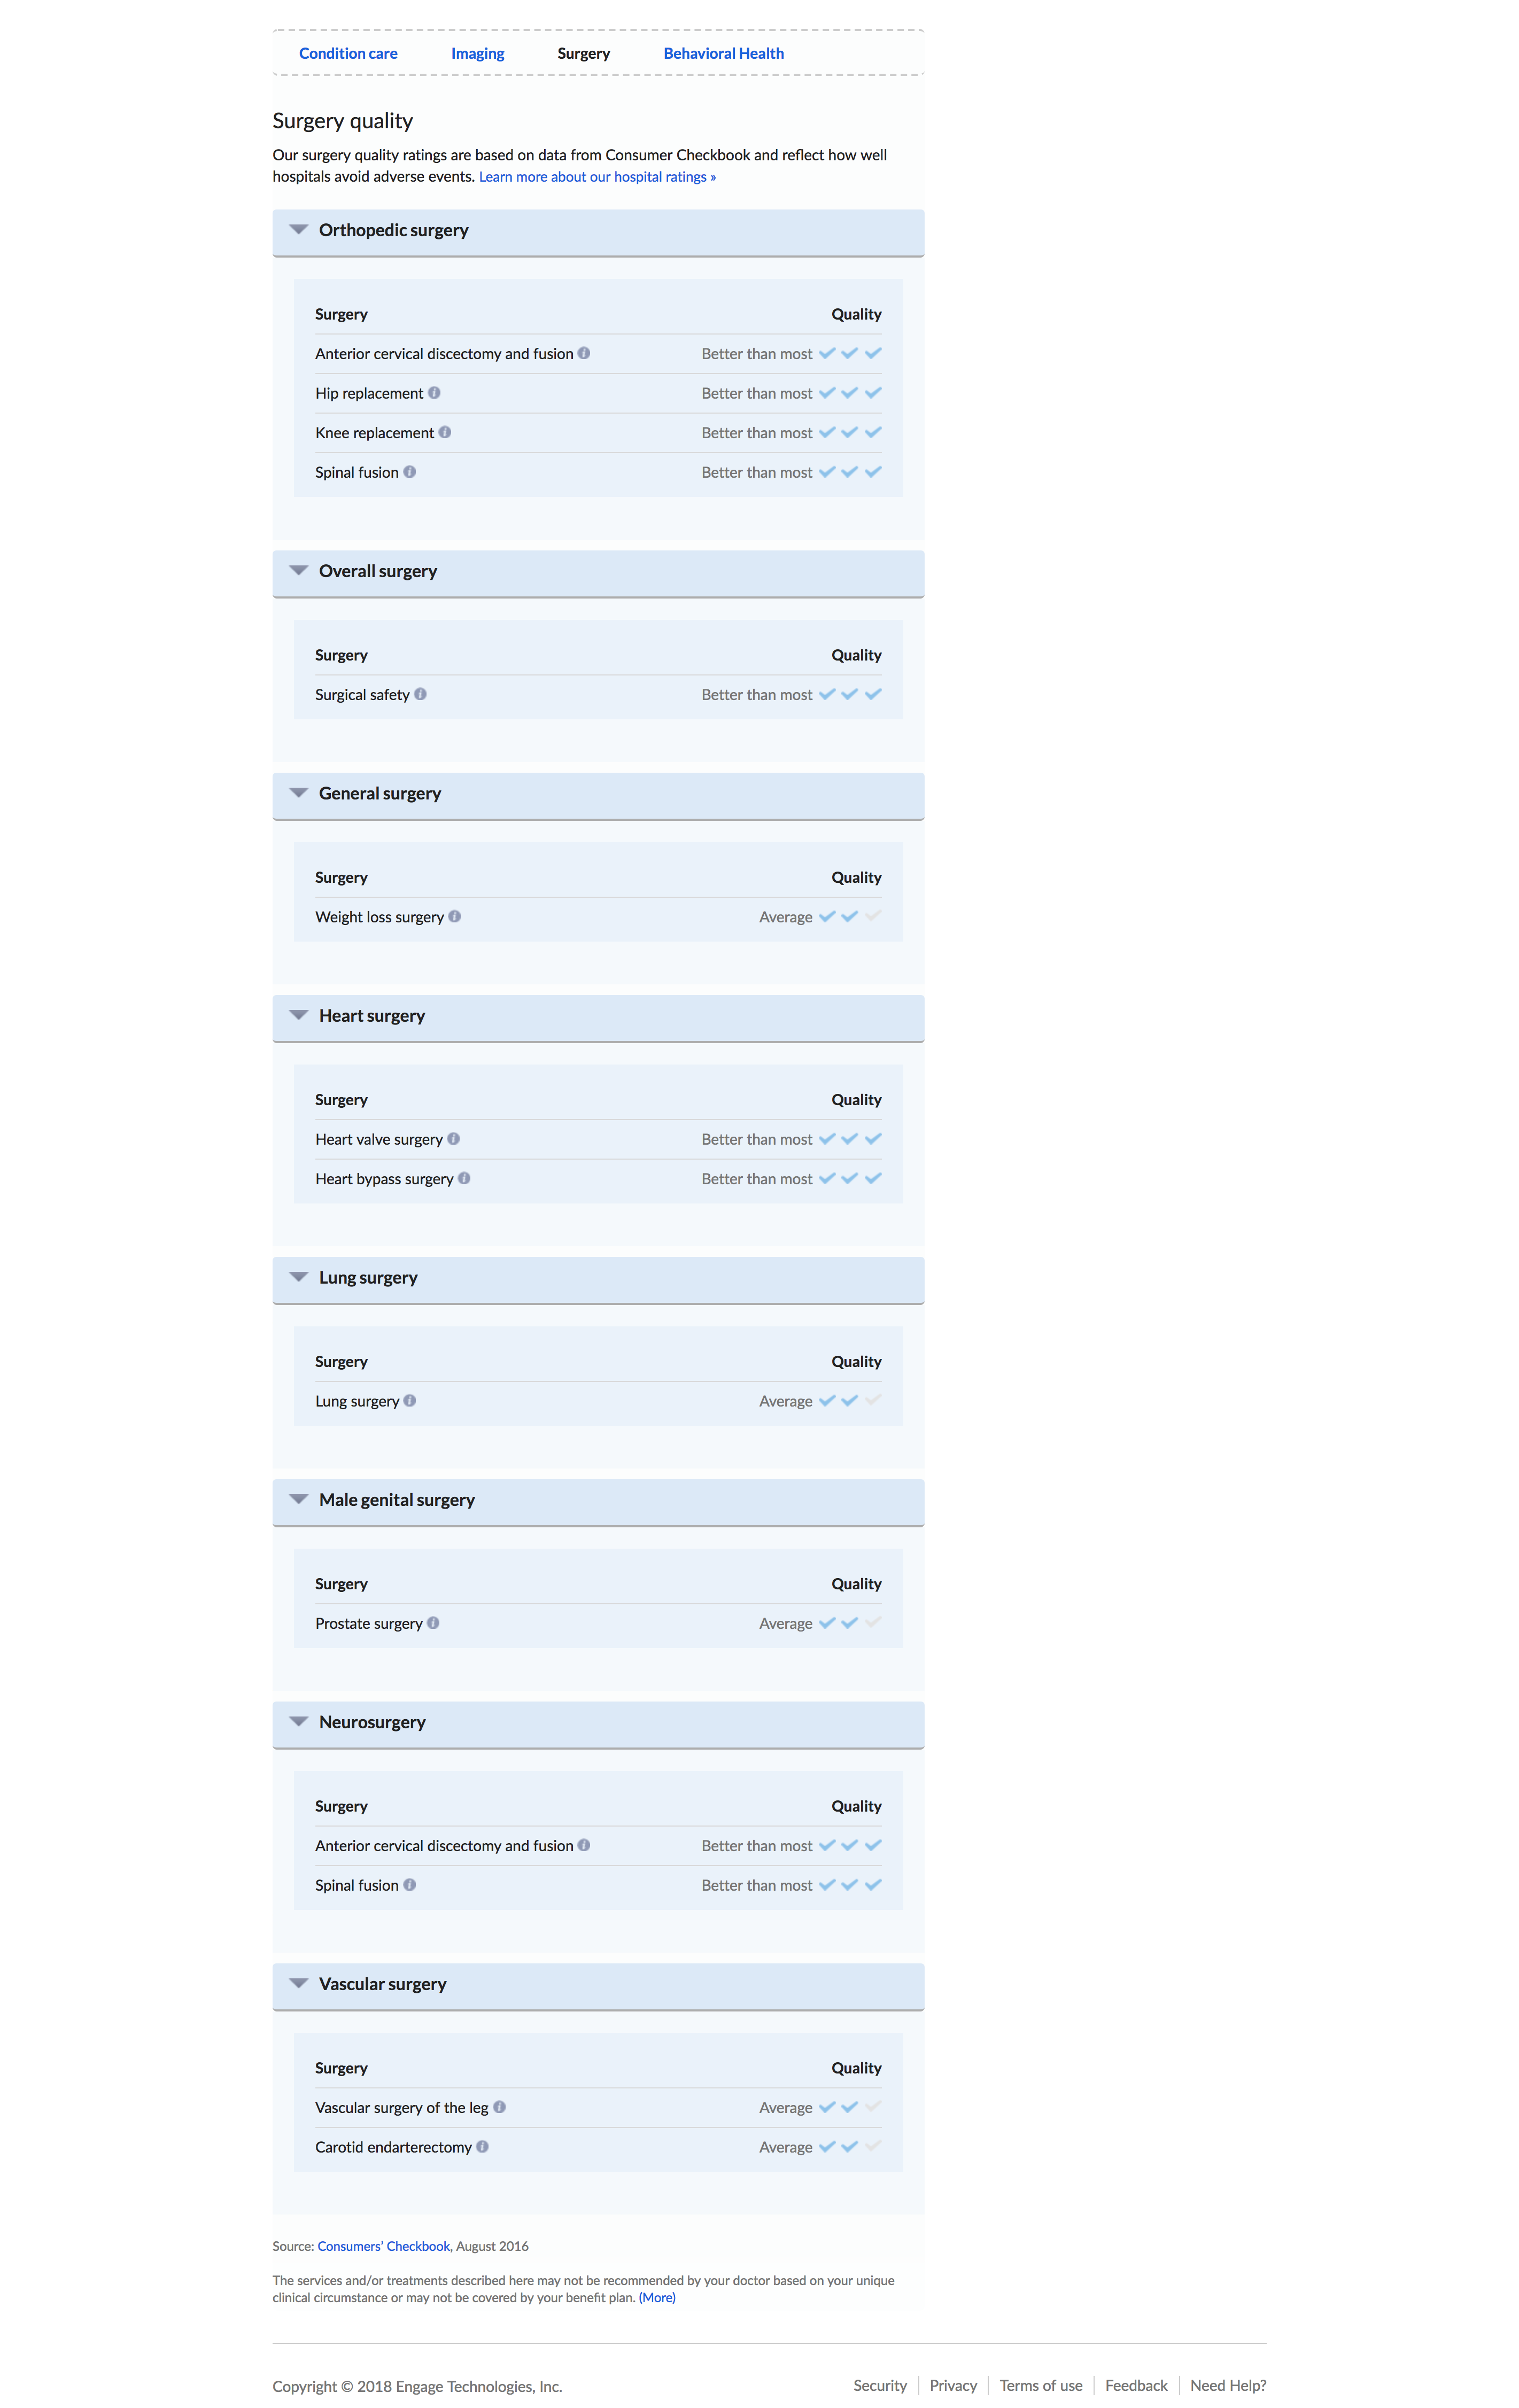 Condition care Imaging Surgery Behavioral Health
Surgery quality
Our surgery quality ratings are based on data from Consumer Checkbook and reflect how well
hospitals avoid adverse events. Learn more about our hospital ratings »
Orthopedic surgery
Surgery Quality
Anterior cervical discectomy and fusion i Better than most
Hip replacement i Better than most
Knee replacement i Better than most
Spinal fusion i Better than most
Overall surgery
Surgery Quality
Surgical safety i Better than most
General surgery
Surgery Quality
Weight loss surgery i Average
Heart surgery
Surgery Quality
Heart valve surgery i Better than most
Heart bypass surgery i Better than most
Lung surgery
Surgery Quality
Lung surgery i Average
Male genital surgery
Surgery Quality
Prostate surgery i Average
Neurosurgery
Surgery Quality
Anterior cervical discectomy and fusion i Better than most
Spinal fusion i Better than most
Vascular surgery
Surgery Quality
Vascular surgery of the leg i Average
Carotid endarterectomy i Average
Source: Consumers' Checkbook, August 2016
The services and/or treatments described here may not be recommended by your doctor based on your unique
clinical circumstance or may not be covered by your benefit plan. (More)
Copyright © 2018 Engage Technologies, Inc. Security Privacy Terms of use Feedback Need Help?